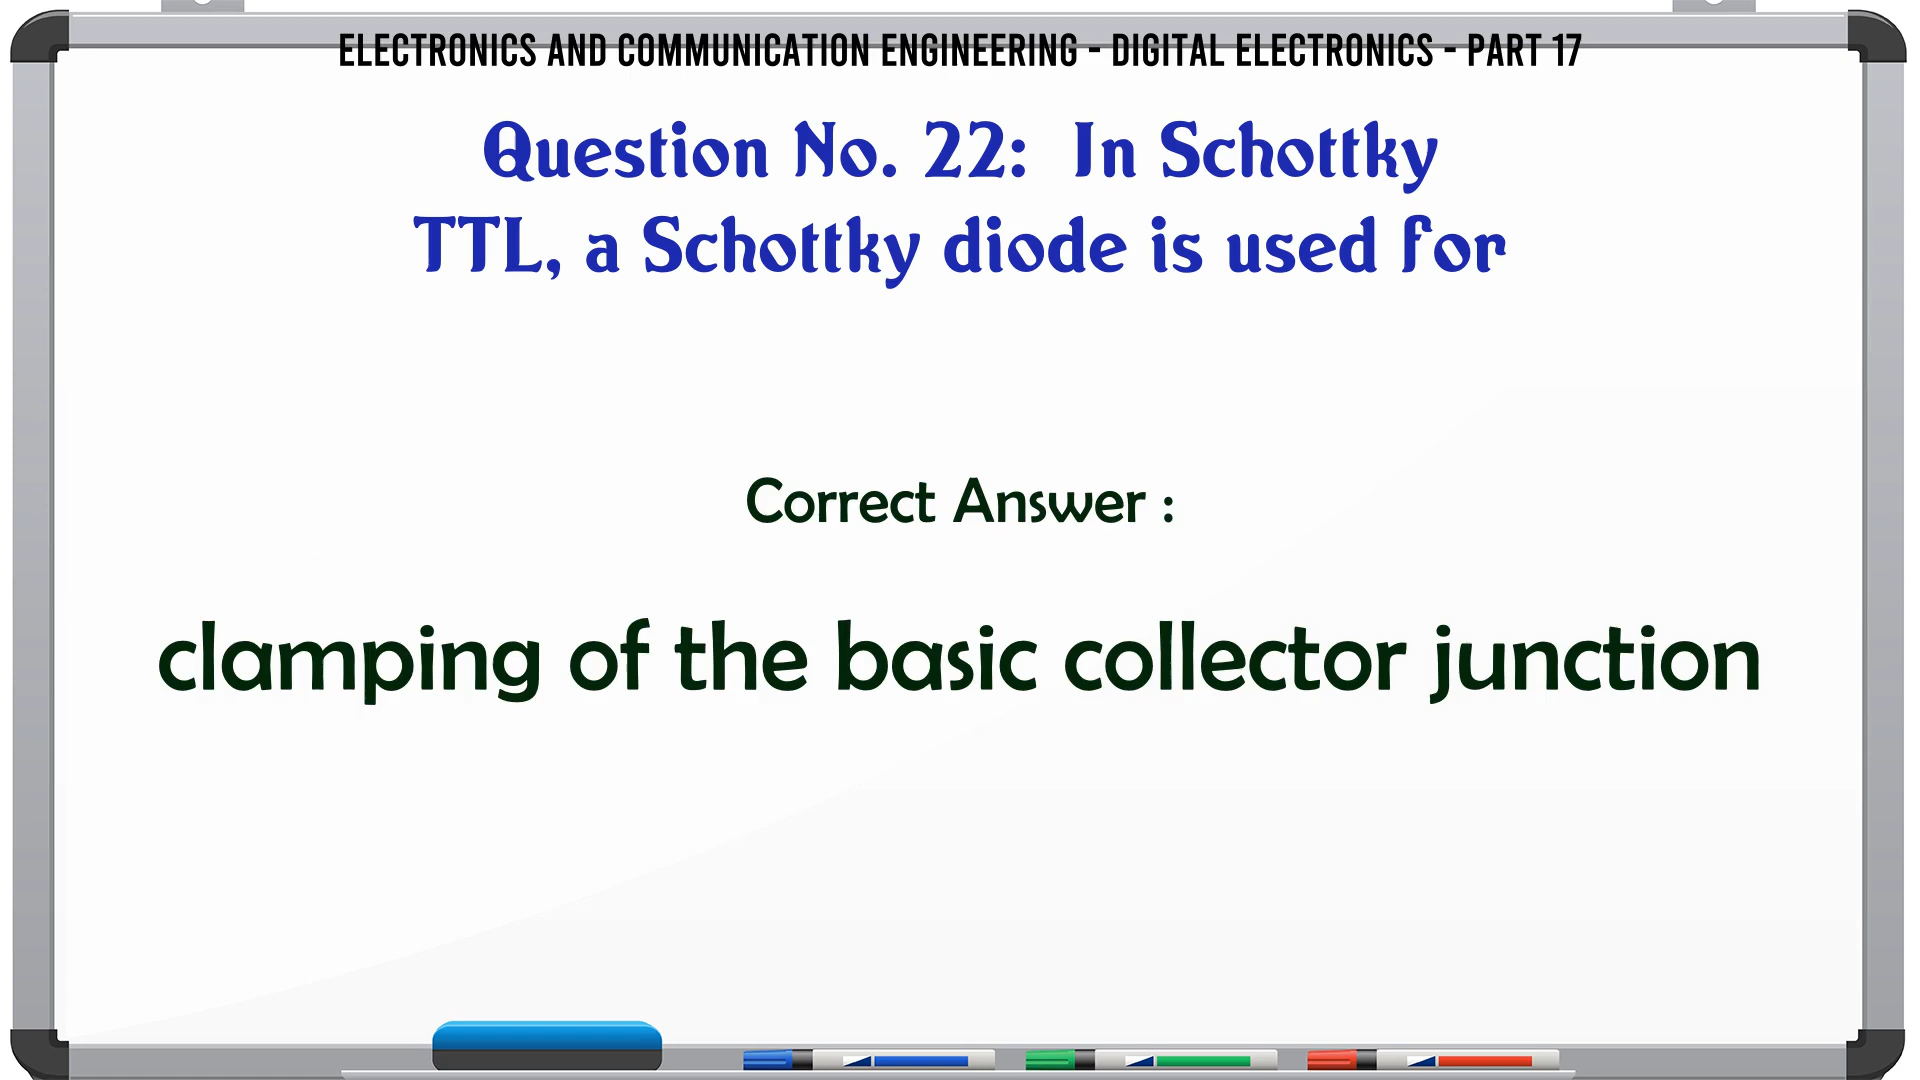 ELECTRONICS AND COMMUNICATION ENGINEERING - DIGITAL ELECTRONICS - PART 17
Question No. 22: In Schottky
TTL, a Schottky diode is used for
Correct Answer :
clamping of the basic collector junction